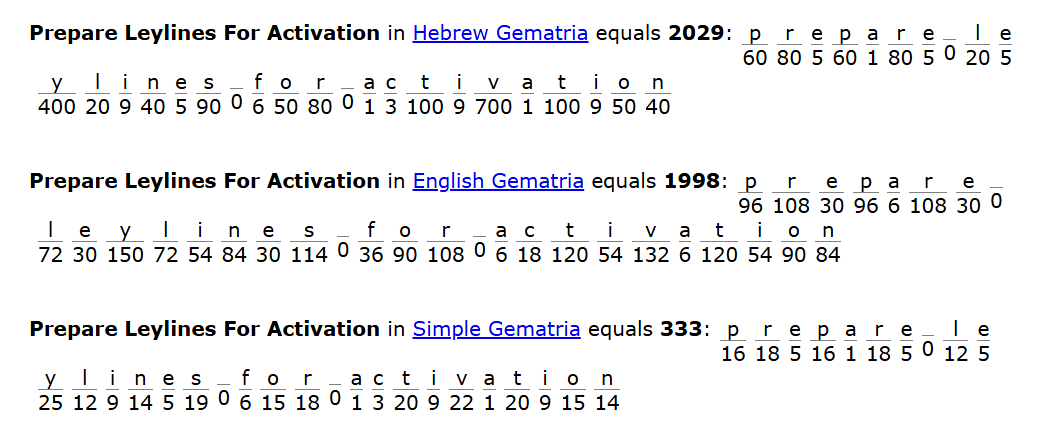 Prepare Leylines For Activation in Hebrew Gematria equals 2029: p r e p a r e _ l e
60 80 5 60 1 80 5 0 20 5
y l i n e s _ f o r _ a c t i v a t i o n
400 20 9 40 5 90 0 6 50 80 0 1 3 100 9 700 1 100 9 50 40
Prepare Leylines For Activation in English Gematria equals 1998: p r e p a r e _
96 108 30 96 6 108 30 0
l e y l i n e s _ f o r _ a c t i v a t i o n
72 30 150 72 54 84 30 114 0 36 90 108 0 6 18 120 54 132 6 120 54 90 84
Prepare Leylines For Activation in Simple Gematria equals 333: p r e p a r e _ l e
16 18 5 16 1 18 5 0 12 5
y l i n e s _ f o r _ a c t i v a t i o n
25 12 9 14 5 19 0 6 15 18 0 1 3 20 9 22 1 20 9 15 14